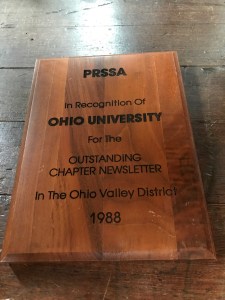 PRSSA
In Recognition Of
OHIO UNIVERSITY
For The
OUTSTANDING
CHAPTER NEWSLETTER
In The Ohio Valley District
1988